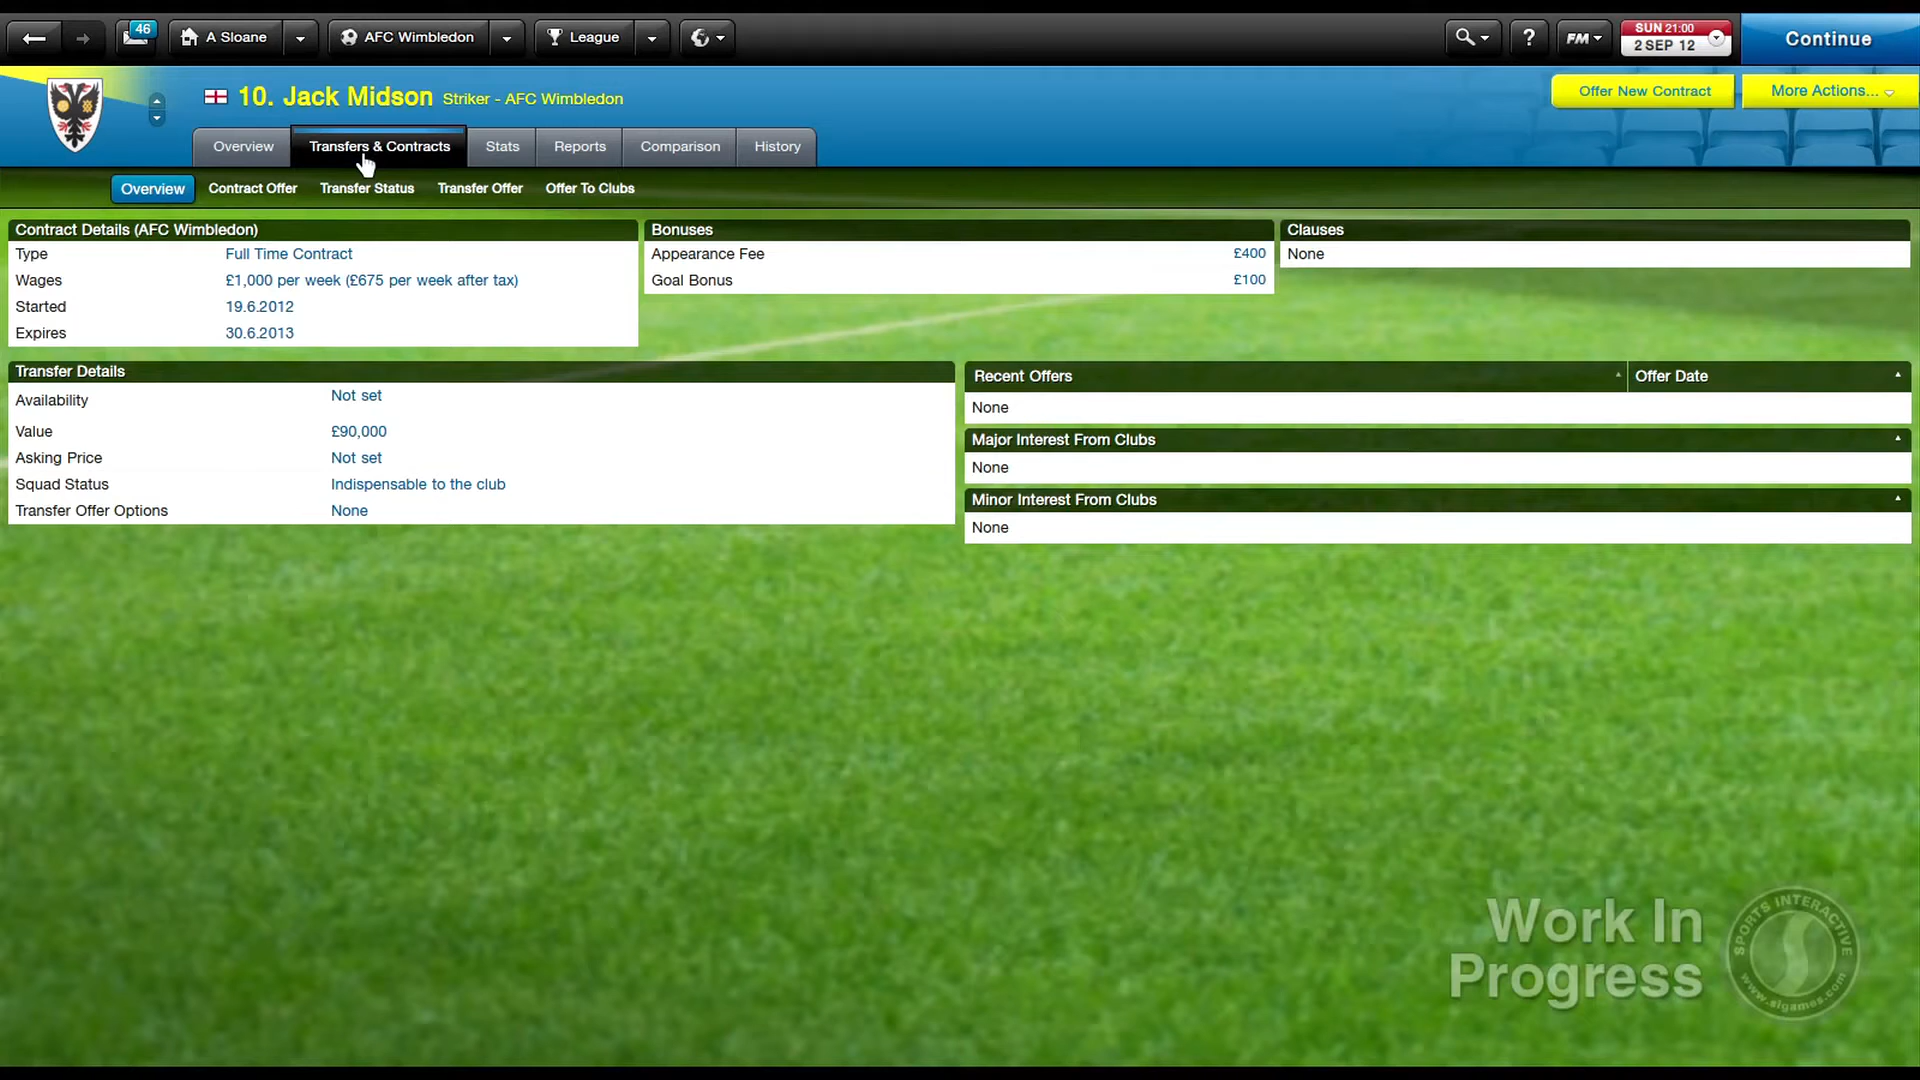 46
A Sloane
AFC Wimbledon
League
?
FM
SUN 21:00
2 SEP 12
Continue
10. Jack Midson Striker - AFC Wimbledon
Offer New Contract
More Actions...
Overview
Transfers & Contracts
Stats
Reports
Comparison
History
Overview
Contract Offer
Transfer Status
Transfer Offer
Offer To Clubs
Contract Details (AFC Wimbledon)
Type Full Time Contract
Wages £1,000 per week (£675 per week after tax)
Started 19.6.2012
Expires 30.6.2013
Bonuses
Appearance Fee £400
Goal Bonus £100
Clauses
None
Transfer Details
Availability Not set
Value £90,000
Asking Price Not set
Squad Status Indispensable to the club
Transfer Offer Options None
Recent Offers Offer Date
None
Major Interest From Clubs
None
Minor Interest From Clubs
None
Work In
Progress
SPORTS INTERACTIVE
www.sigames.com